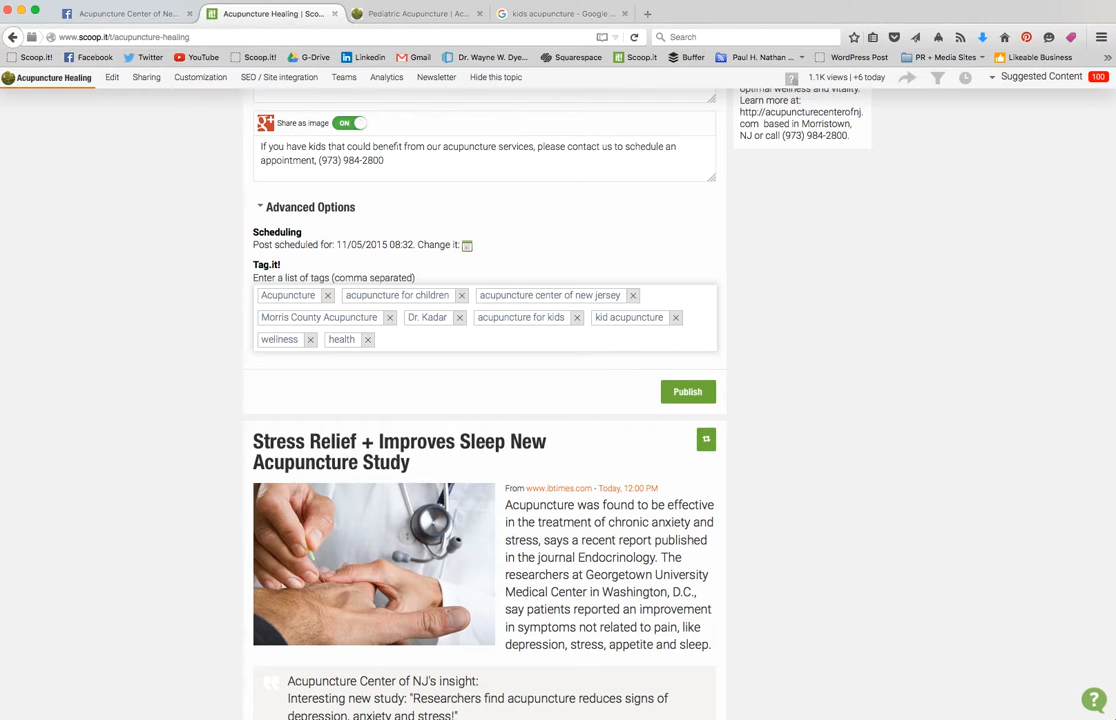 Acupuncture Center of Ne...
Acupuncture Healing | Sco...
Pediatric Acupuncture | Ac...
kids acupuncture - Google ...
www.scoop.it/t/acupuncture-healing
Search
Scoop.it! Facebook Twitter YouTube Scoop.it! G-Drive Linkedin Gmail Dr. Wayne W. Dye... Squarespace Scoop.it Buffer Paul H. Nathan ... WordPress Post PR + Media Sites Likeable Business
Acupuncture Healing Edit Sharing Customization SEO / Site integration Teams Analytics Newsletter Hide this topic ? 1.1K views | +6 today Suggested Content 100
optimal wellness and vitality.
Learn more at:
http://acupuncturecenterofnj.
com based in Morristown,
NJ or call (973) 984-2800.
Share as image ON
If you have kids that could benefit from our acupuncture services, please contact us to schedule an
appointment, (973) 984-2800
Advanced Options
Scheduling
Post scheduled for: 11/05/2015 08:32. Change it:
Tag.it!
Enter a list of tags (comma separated)
Acupuncture × acupuncture for children × acupuncture center of new jersey ×
Morris County Acupuncture × Dr. Kadar × acupuncture for kids × kid acupuncture ×
wellness × health ×
Publish
Stress Relief + Improves Sleep New
Acupuncture Study
From www.ibtimes.com - Today, 12:00 PM
Acupuncture was found to be effective
in the treatment of chronic anxiety and
stress, says a recent report published
in the journal Endocrinology. The
researchers at Georgetown University
Medical Center in Washington, D.C.,
say patients reported an improvement
in symptoms not related to pain, like
depression, stress, appetite and sleep.
Acupuncture Center of NJ's insight:
Interesting new study: "Researchers find acupuncture reduces signs of
depression, anxiety and stress!"
?